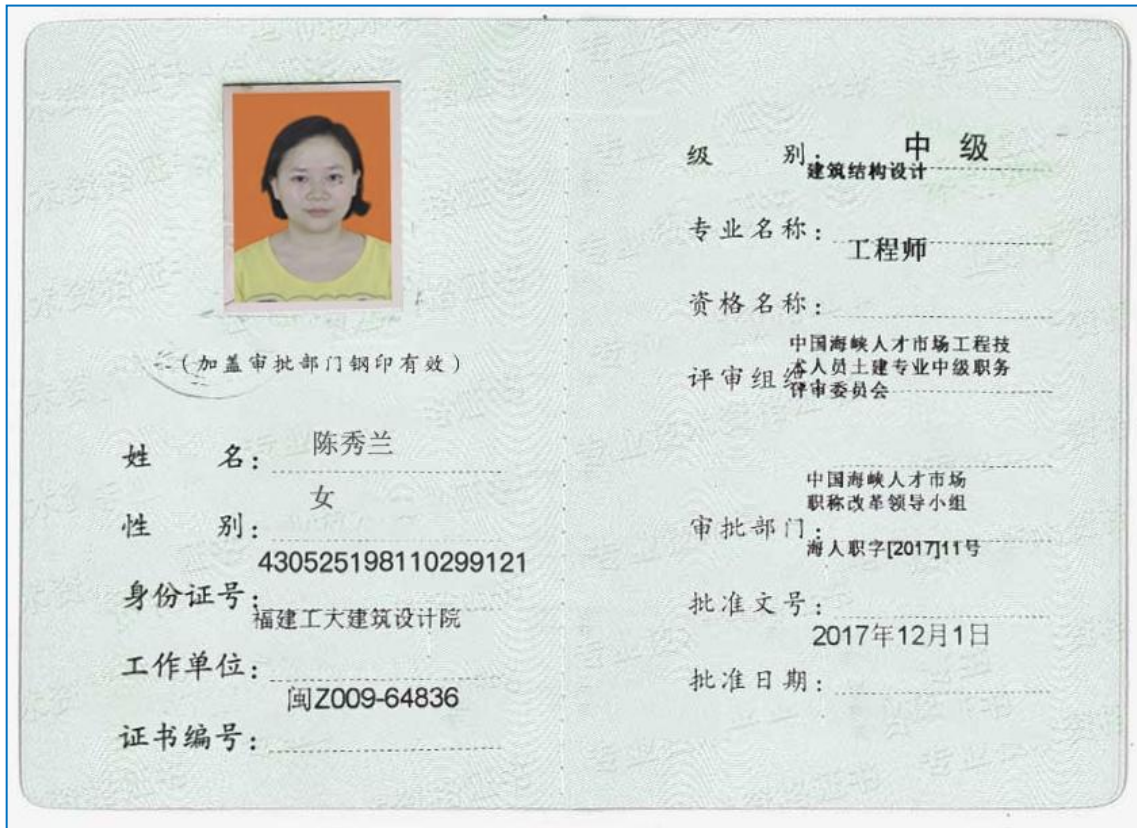 (加盖审批部门钢印有效)
姓 名: 陈秀兰
性 别: 女
身份证号: 430525198110299121
工作单位: 福建工大建筑设计院
证书编号: 闽Z009-64836
级 别: 中 级
专业名称: 建筑结构设计
资格名称: 工程师
评审组织: 中国海峡人才市场工程技
术人员土建专业中级职务
评审委员会
审批部门: 中国海峡人才市场
职称改革领导小组
批准文号: 海人职字[2017]11号
批准日期: 2017年12月1日